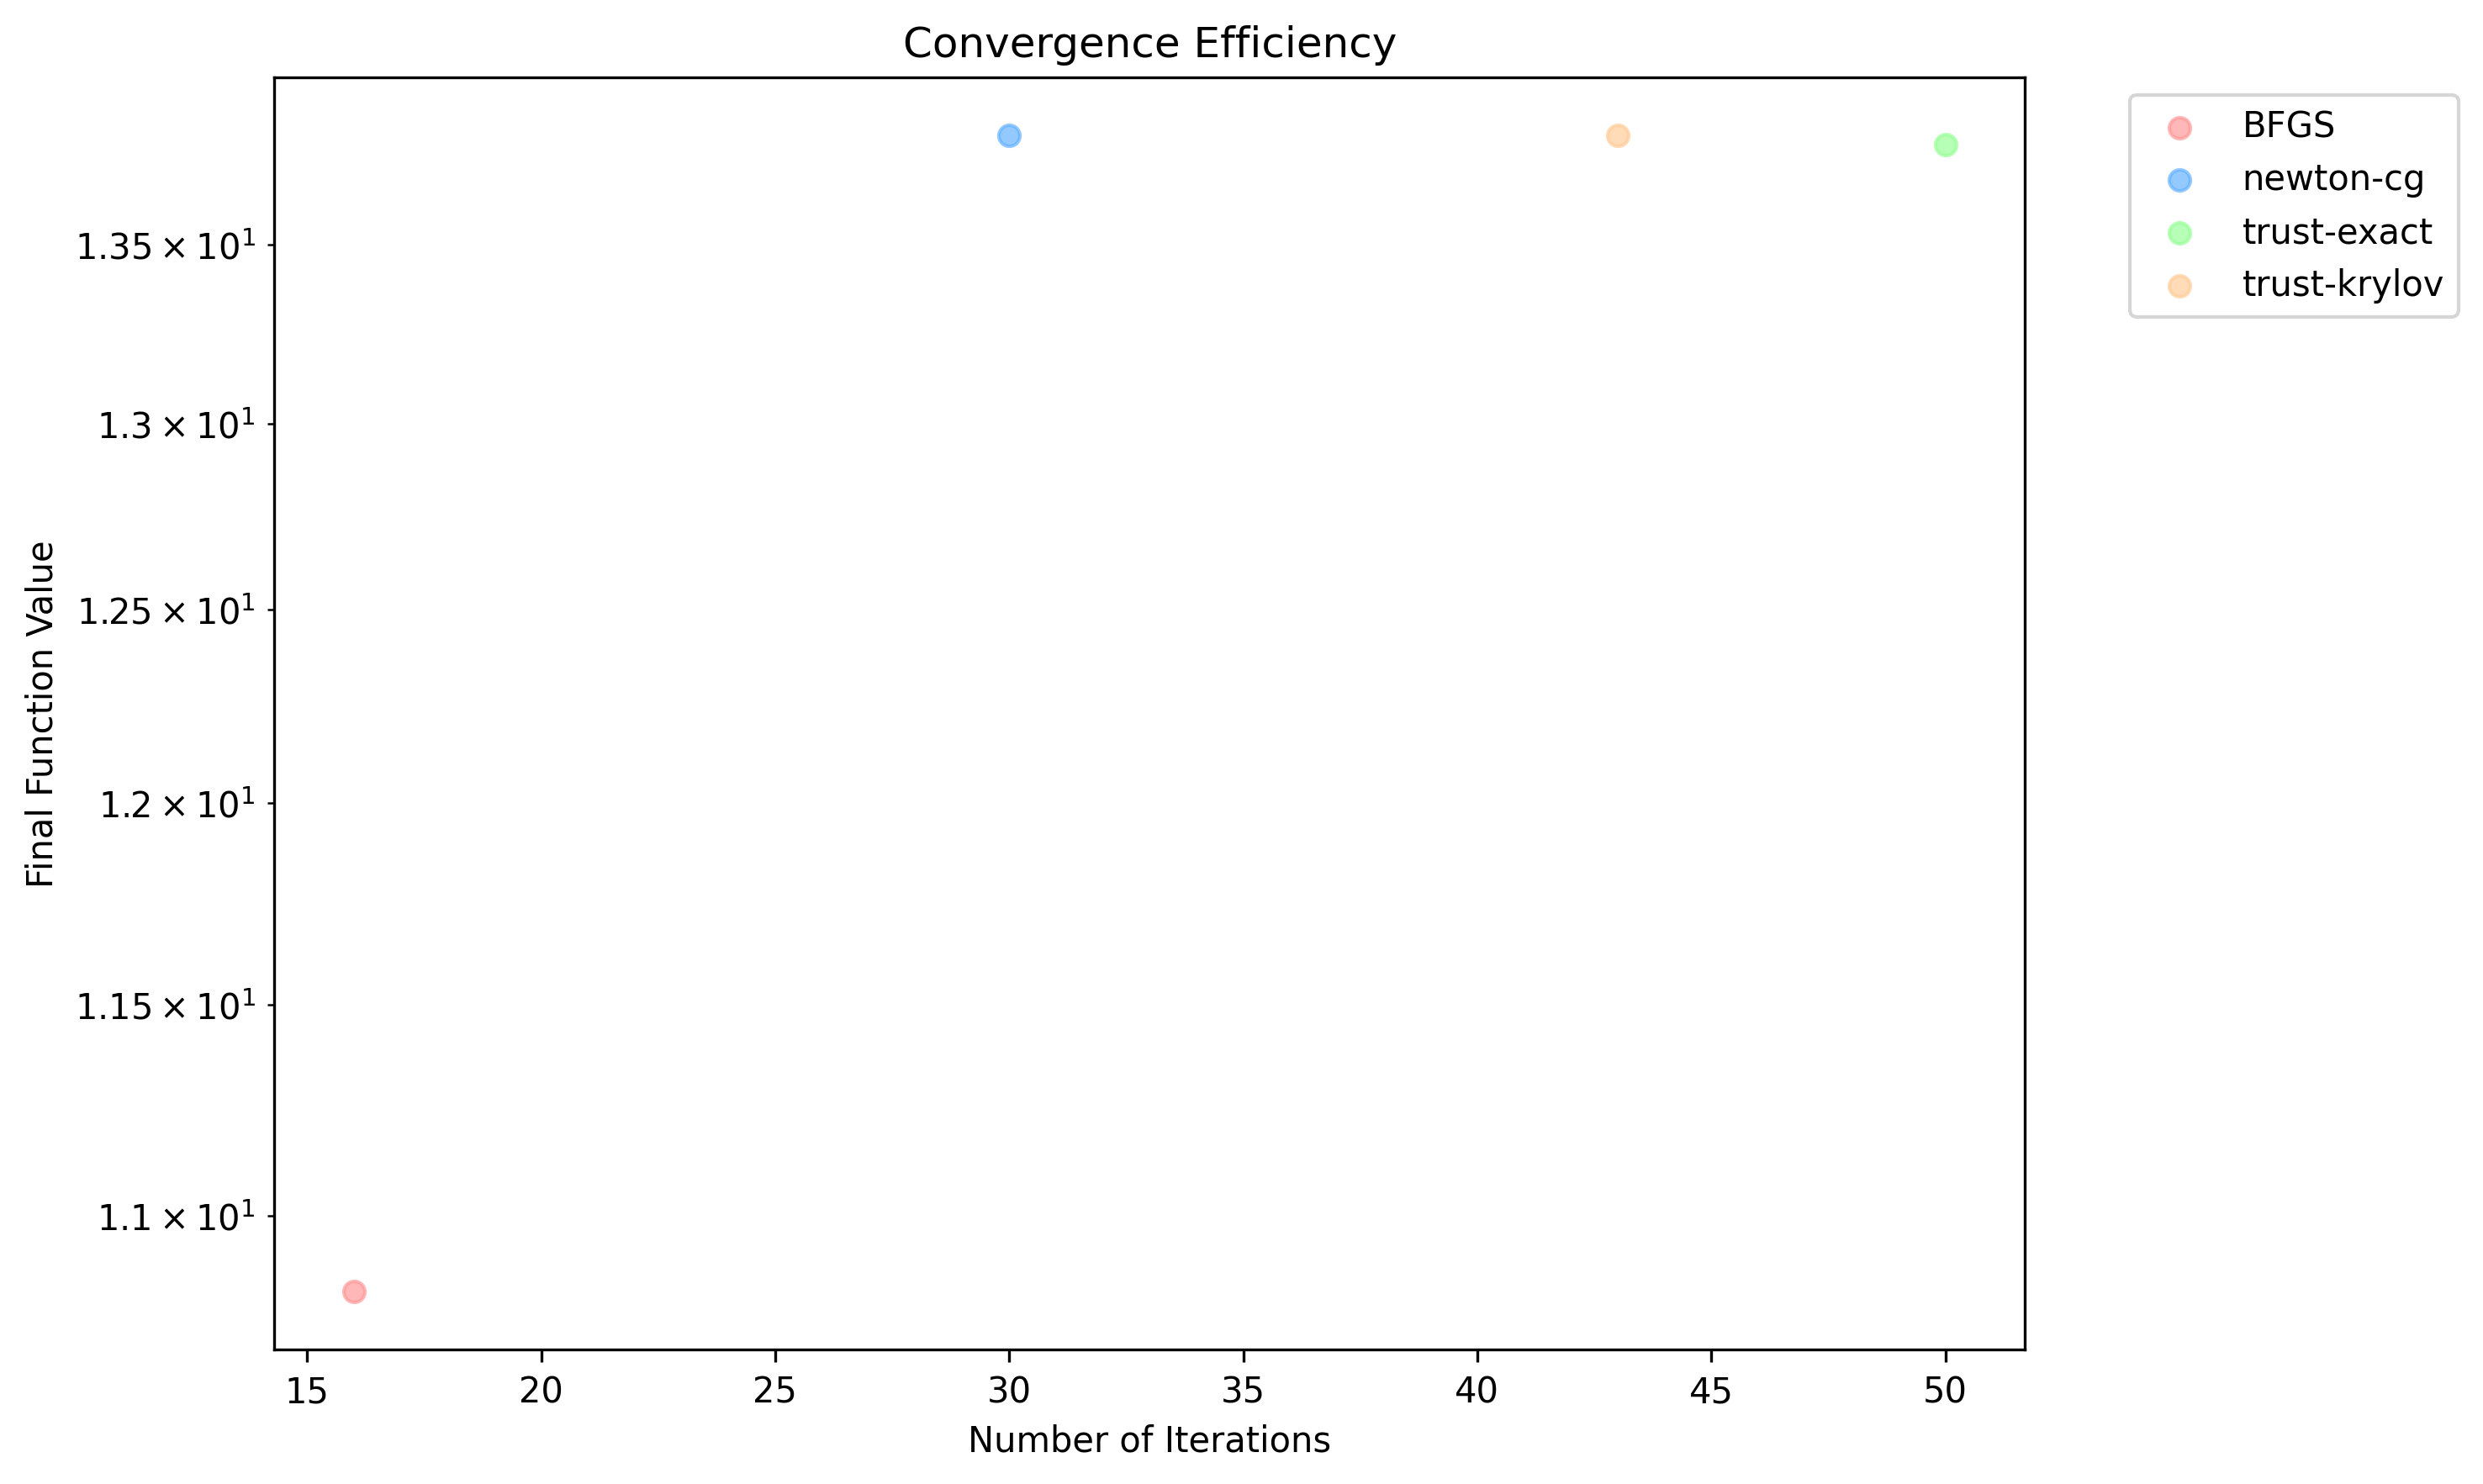 Convergence Efficiency
BFGS
newton-cg
trust-exact
trust-krylov
Final Function Value
1.35 × 10¹
1.3 × 10¹
1.25 × 10¹
1.2 × 10¹
1.15 × 10¹
1.1 × 10¹
15 20 25 30 35 40 45 50
Number of Iterations